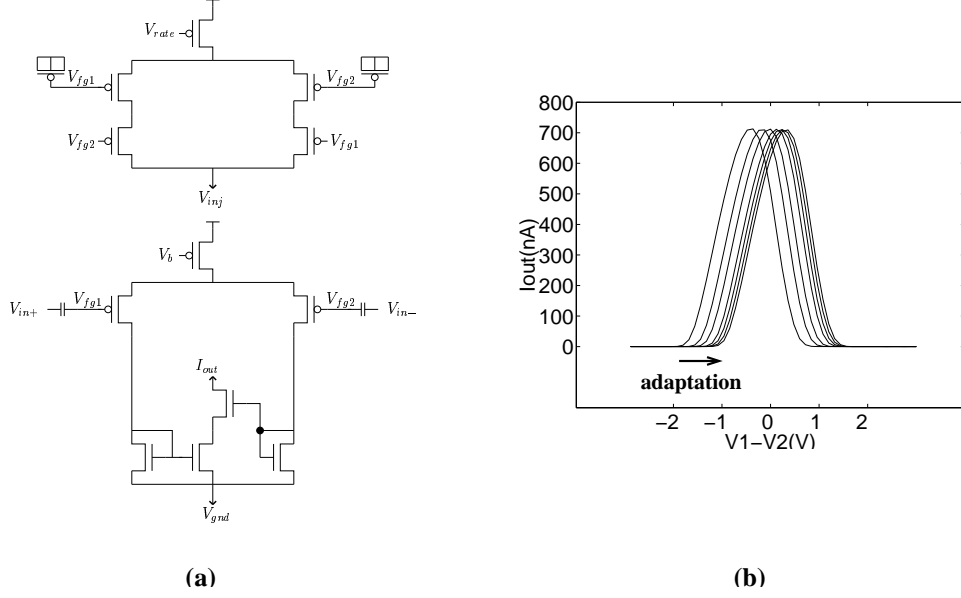 V_rate
V_fg1 V_fg2
V_fg2 V_fg1
V_inj
V_b
V_in+ V_fg1 V_fg2 V_in−
I_out
V_gnd
(a)
800
700
600
500
400
300
200
100
0
Iout(nA)
adaptation
−2 −1 0 1 2
V1−V2(V)
(b)